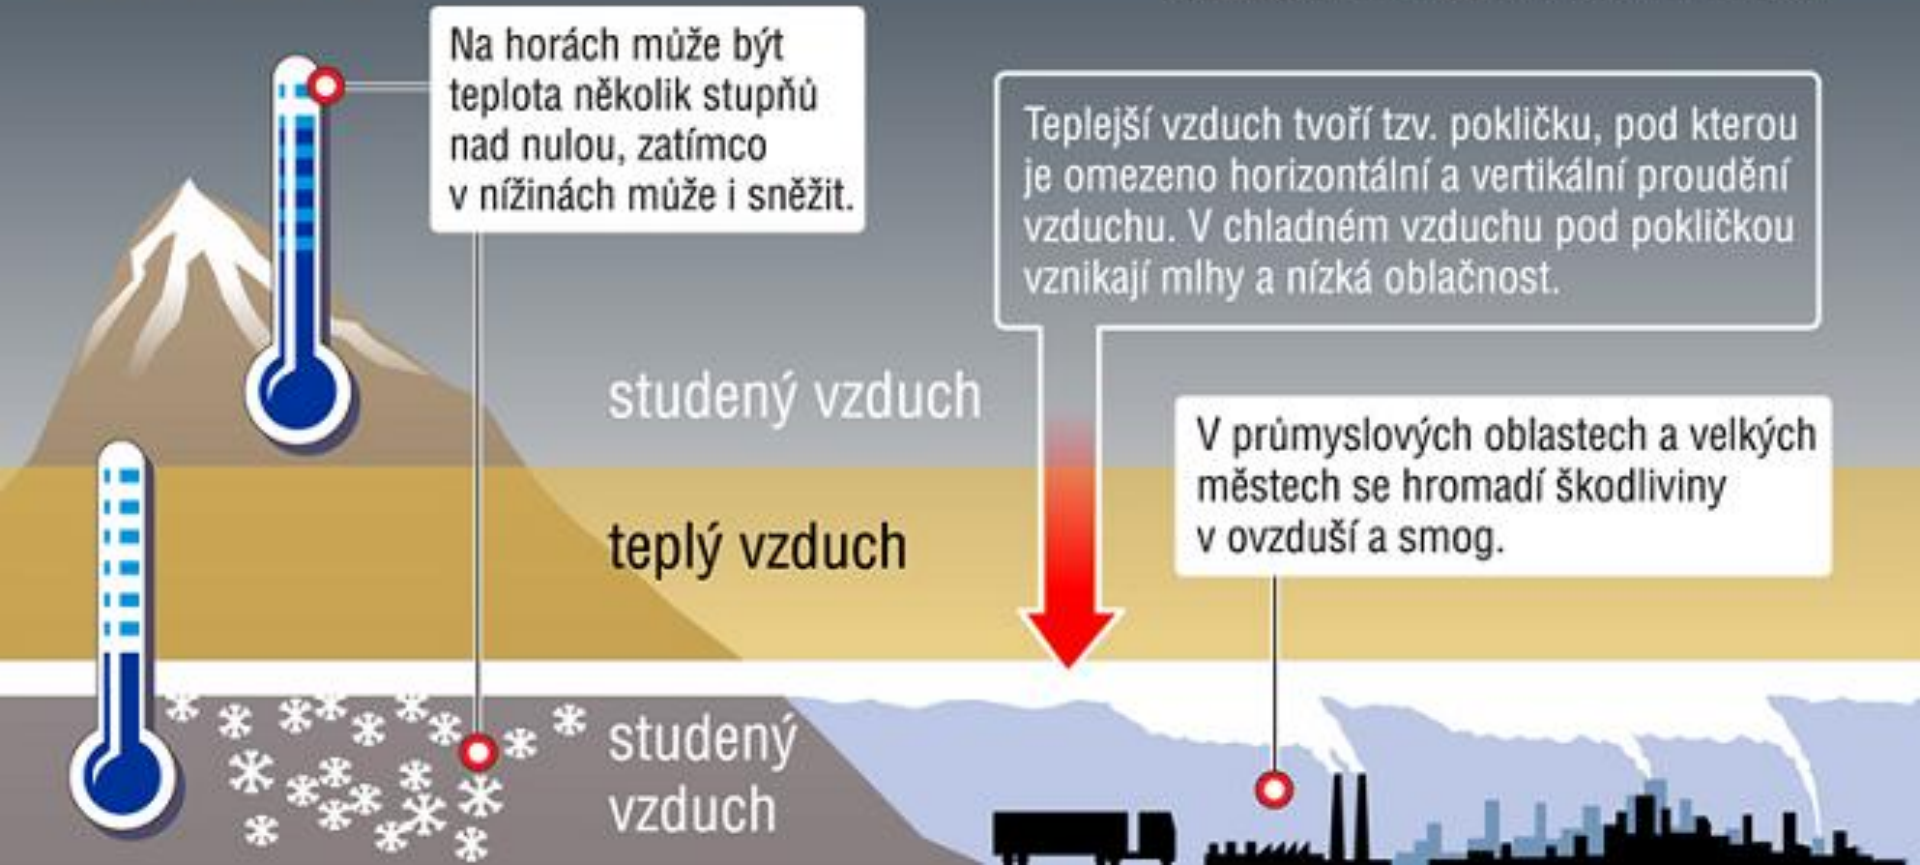 Na horách může být
teplota několik stupňů
nad nulou, zatímco
v nížinách může i sněžit.
Teplejší vzduch tvoří tzv. pokličku, pod kterou
je omezeno horizontální a vertikální proudění
vzduchu. V chladném vzduchu pod pokličkou
vznikají mlhy a nízká oblačnost.
studený vzduch
V průmyslových oblastech a velkých
městech se hromadí škodliviny
v ovzduší a smog.
teplý vzduch
studený
vzduch